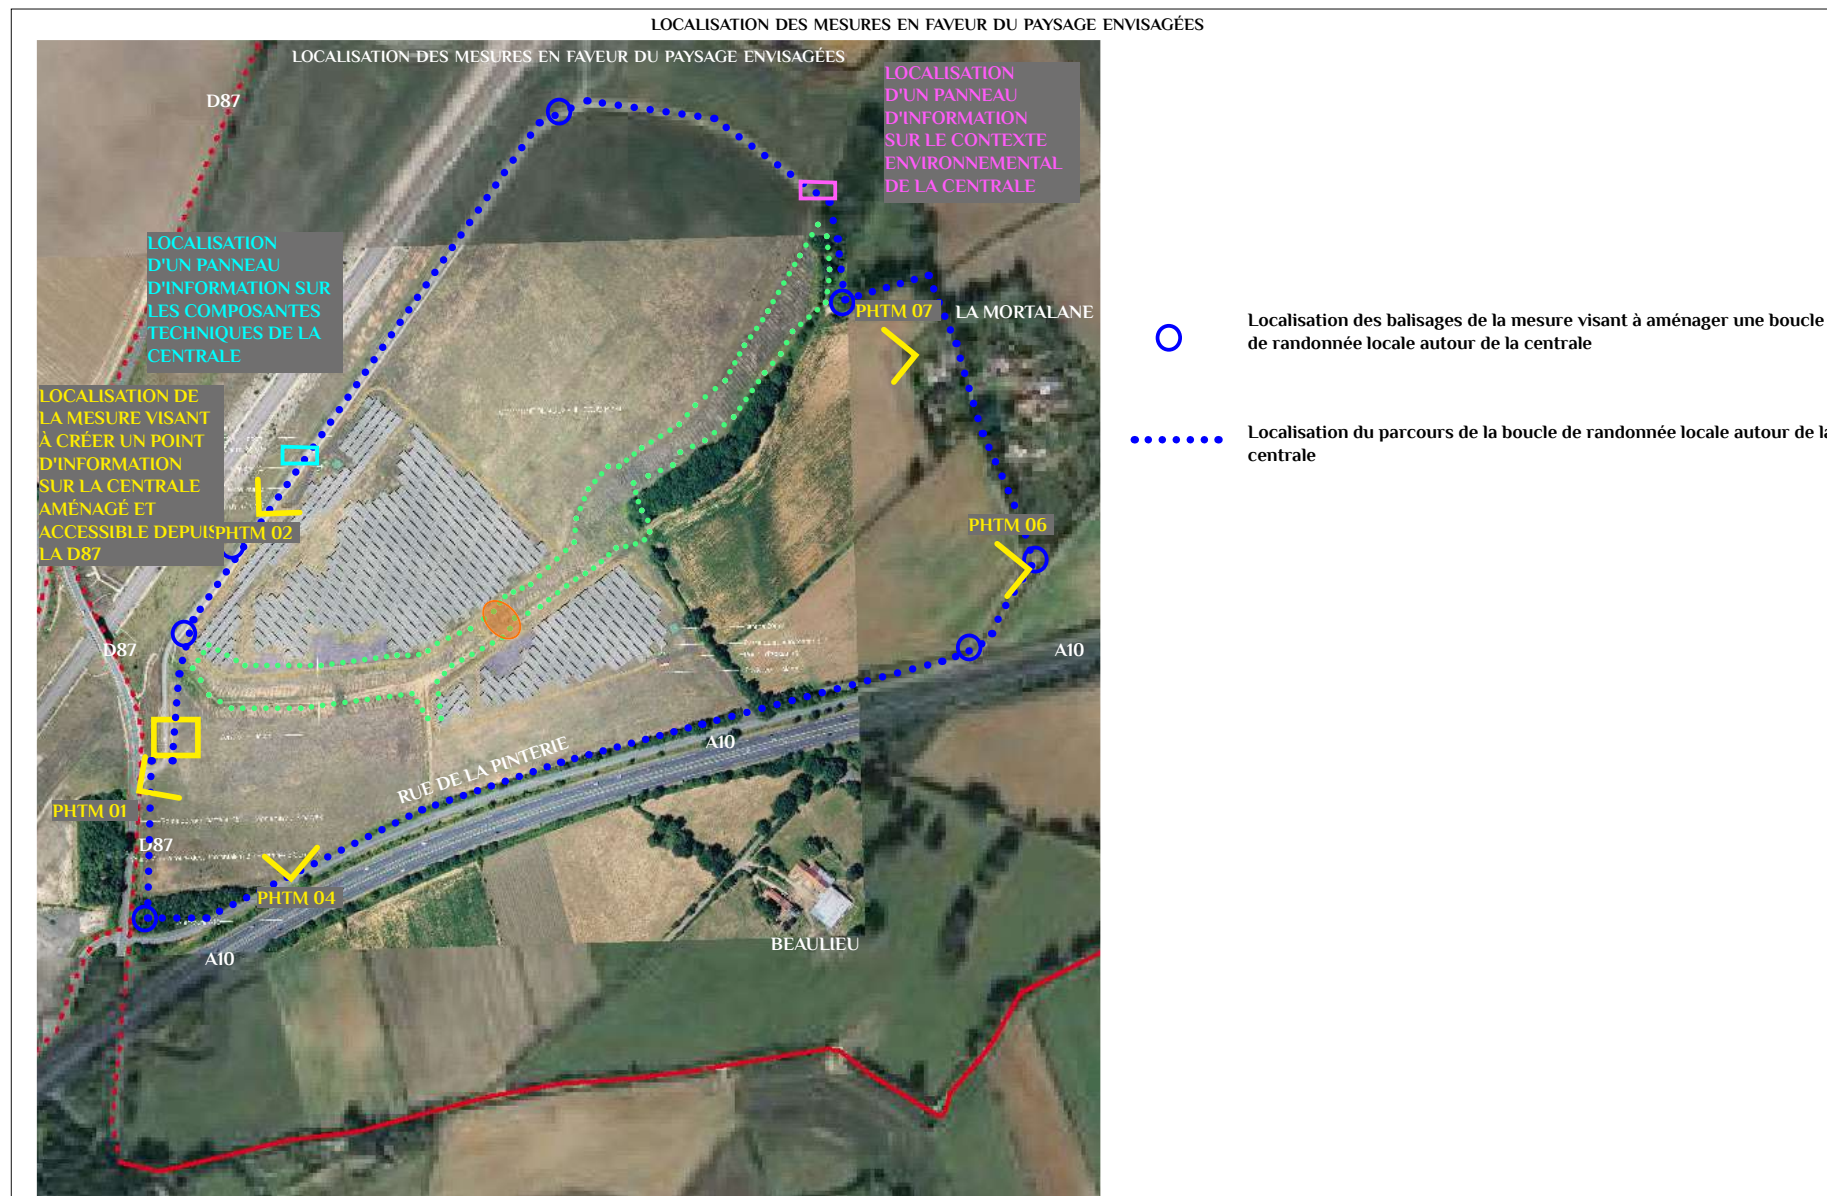 LOCALISATION DES MESURES EN FAVEUR DU PAYSAGE ENVISAGÉES
LOCALISATION DES MESURES EN FAVEUR DU PAYSAGE ENVISAGÉES
D87
LOCALISATION
D'UN PANNEAU
D'INFORMATION
SUR LE CONTEXTE
ENVIRONNEMENTAL
DE LA CENTRALE
LOCALISATION
D'UN PANNEAU
D'INFORMATION SUR
LES COMPOSANTES
TECHNIQUES DE LA
CENTRALE
PHTM 07
LA MORTALANE
LOCALISATION DE
LA MESURE VISANT
À CRÉER UN POINT
D'INFORMATION
SUR LA CENTRALE
AMÉNAGÉ ET
ACCESSIBLE DEPUIS
LA D87
PHTM 02
PHTM 06
D87
A10
A10
RUE DE LA PINTERIE
PHTM 01
D87
PHTM 04
BEAULIEU
A10
Localisation des balisages de la mesure visant à aménager une boucle
de randonnée locale autour de la centrale
Localisation du parcours de la boucle de randonnée locale autour de la
centrale